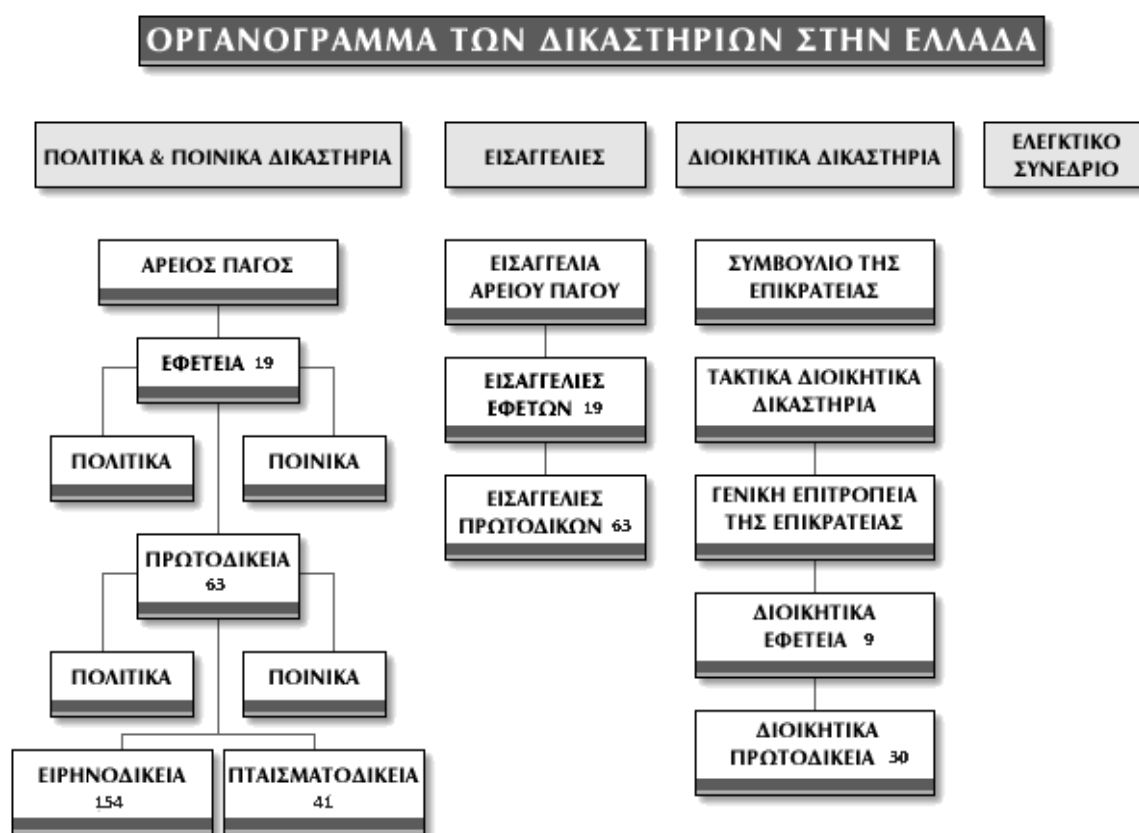 ΟΡΓΑΝΟΓΡΑΜΜΑ ΤΩΝ ΔΙΚΑΣΤΗΡΙΩΝ ΣΤΗΝ ΕΛΛΑΔΑ
ΠΟΛΙΤΙΚΑ & ΠΟΙΝΙΚΑ ΔΙΚΑΣΤΗΡΙΑ
ΑΡΕΙΟΣ ΠΑΓΟΣ
ΕΦΕΤΕΙΑ 19
ΠΟΛΙΤΙΚΑ
ΠΟΙΝΙΚΑ
ΠΡΩΤΟΔΙΚΕΙΑ
63
ΠΟΛΙΤΙΚΑ
ΠΟΙΝΙΚΑ
ΕΙΡΗΝΟΔΙΚΕΙΑ
154
ΠΤΑΙΣΜΑΤΟΔΙΚΕΙΑ
41
ΕΙΣΑΓΓΕΛΙΕΣ
ΕΙΣΑΓΓΕΛΙΑ
ΑΡΕΙΟΥ ΠΑΓΟΥ
ΕΙΣΑΓΓΕΛΙΕΣ
ΕΦΕΤΩΝ 19
ΕΙΣΑΓΓΕΛΙΕΣ
ΠΡΩΤΟΔΙΚΩΝ 63
ΔΙΟΙΚΗΤΙΚΑ ΔΙΚΑΣΤΗΡΙΑ
ΣΥΜΒΟΥΛΙΟ ΤΗΣ
ΕΠΙΚΡΑΤΕΙΑΣ
ΤΑΚΤΙΚΑ ΔΙΟΙΚΗΤΙΚΑ
ΔΙΚΑΣΤΗΡΙΑ
ΓΕΝΙΚΗ ΕΠΙΤΡΟΠΕΙΑ
ΤΗΣ ΕΠΙΚΡΑΤΕΙΑΣ
ΔΙΟΙΚΗΤΙΚΑ
ΕΦΕΤΕΙΑ 9
ΔΙΟΙΚΗΤΙΚΑ
ΠΡΩΤΟΔΙΚΕΙΑ 30
ΕΛΕΓΚΤΙΚΟ
ΣΥΝΕΔΡΙΟ